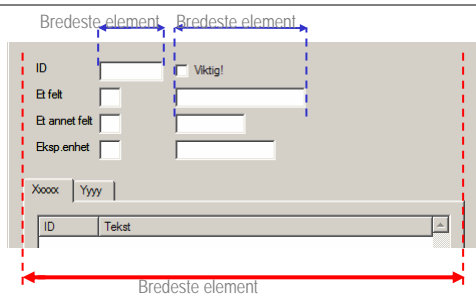 Bredeste element Bredeste element
ID Viktig!
Et felt
Et annet felt
Eksp.enhet
Xxxxx Yyyy
ID Tekst
Bredeste element